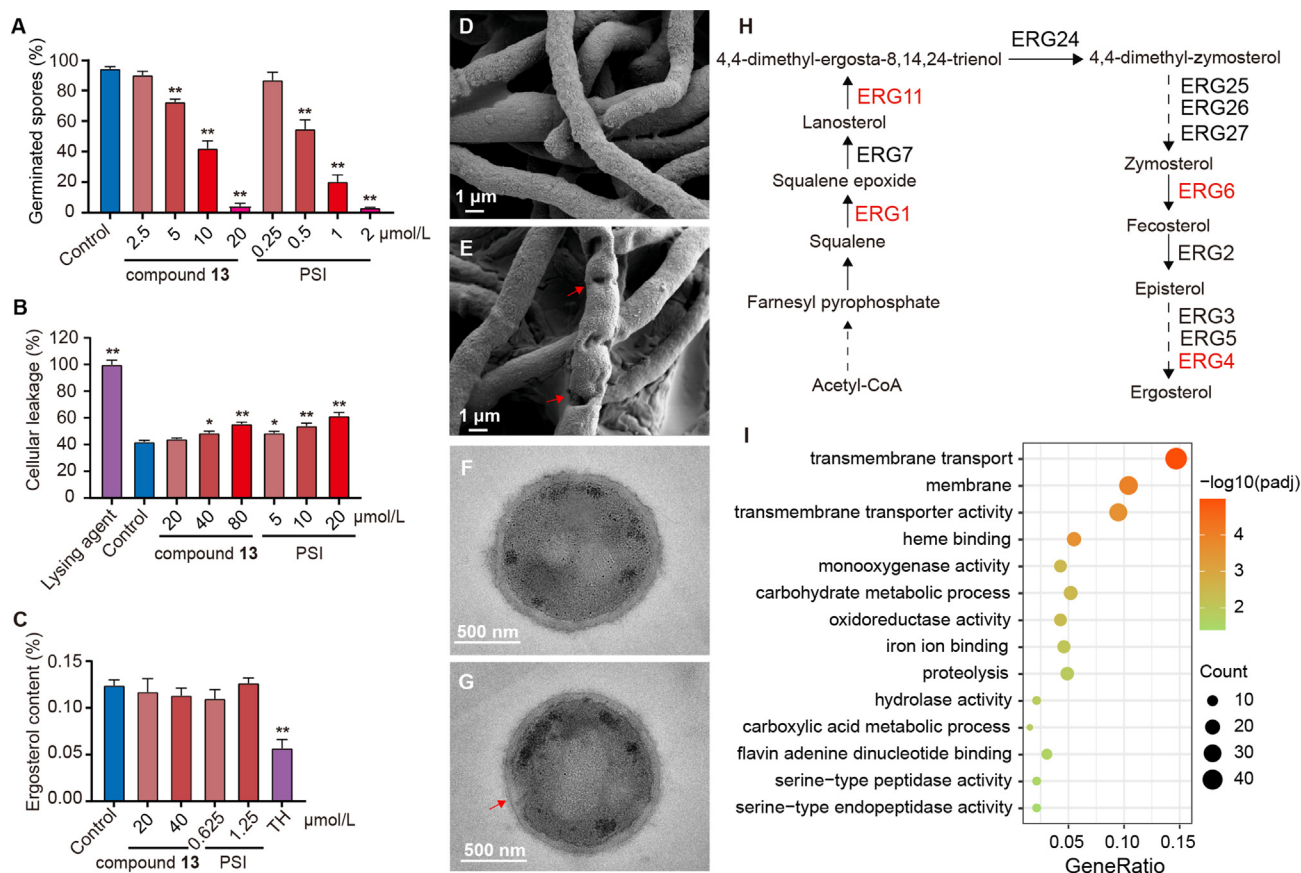 A
Germinated spores (%)
100
80
60
40
20
0
**
**
**
**
**
**
Control
2.5
5
10
20
0.25
0.5
1
2
μmol/L
compound 13
PSI
B
Cellular leakage (%)
120
100
80
60
40
20
0
**
*
**
*
**
**
Lysing agent
Control
20
40
80
5
10
20
μmol/L
compound 13
PSI
C
Ergosterol content (%)
0.15
0.10
0.05
0.00
**
Control
20
40
0.625
1.25
TH
μmol/L
compound 13
PSI
D
1 μm
E
1 μm
F
500 nm
G
500 nm
H
4,4-dimethyl-ergosta-8,14,24-trienol
ERG24
4,4-dimethyl-zymosterol
ERG11
Lanosterol
ERG7
Squalene epoxide
ERG1
Squalene
Farnesyl pyrophosphate
Acetyl-CoA
ERG25
ERG26
ERG27
Zymosterol
ERG6
Fecosterol
ERG2
Episterol
ERG3
ERG5
ERG4
Ergosterol
I
transmembrane transport
membrane
transmembrane transporter activity
heme binding
monooxygenase activity
carbohydrate metabolic process
oxidoreductase activity
iron ion binding
proteolysis
hydrolase activity
carboxylic acid metabolic process
flavin adenine dinucleotide binding
serine−type peptidase activity
serine−type endopeptidase activity
0.05
0.10
0.15
GeneRatio
−log10(padj)
4
3
2
Count
10
20
30
40